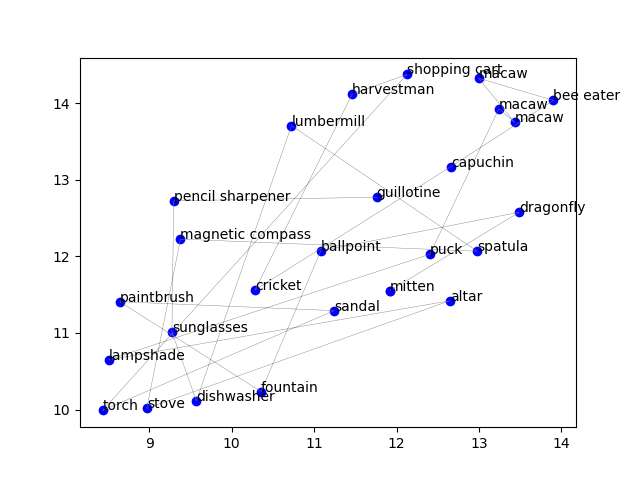 shopping cart
macaw
harvestman
bee eater
macaw
macaw
lumbermill
capuchin
pencil sharpener
guillotine
dragonfly
magnetic compass
ballpoint
puck
spatula
cricket
mitten
altar
paintbrush
sandal
sunglasses
lampshade
fountain
dishwasher
torch
stove
14
13
12
11
10
9
10
11
12
13
14